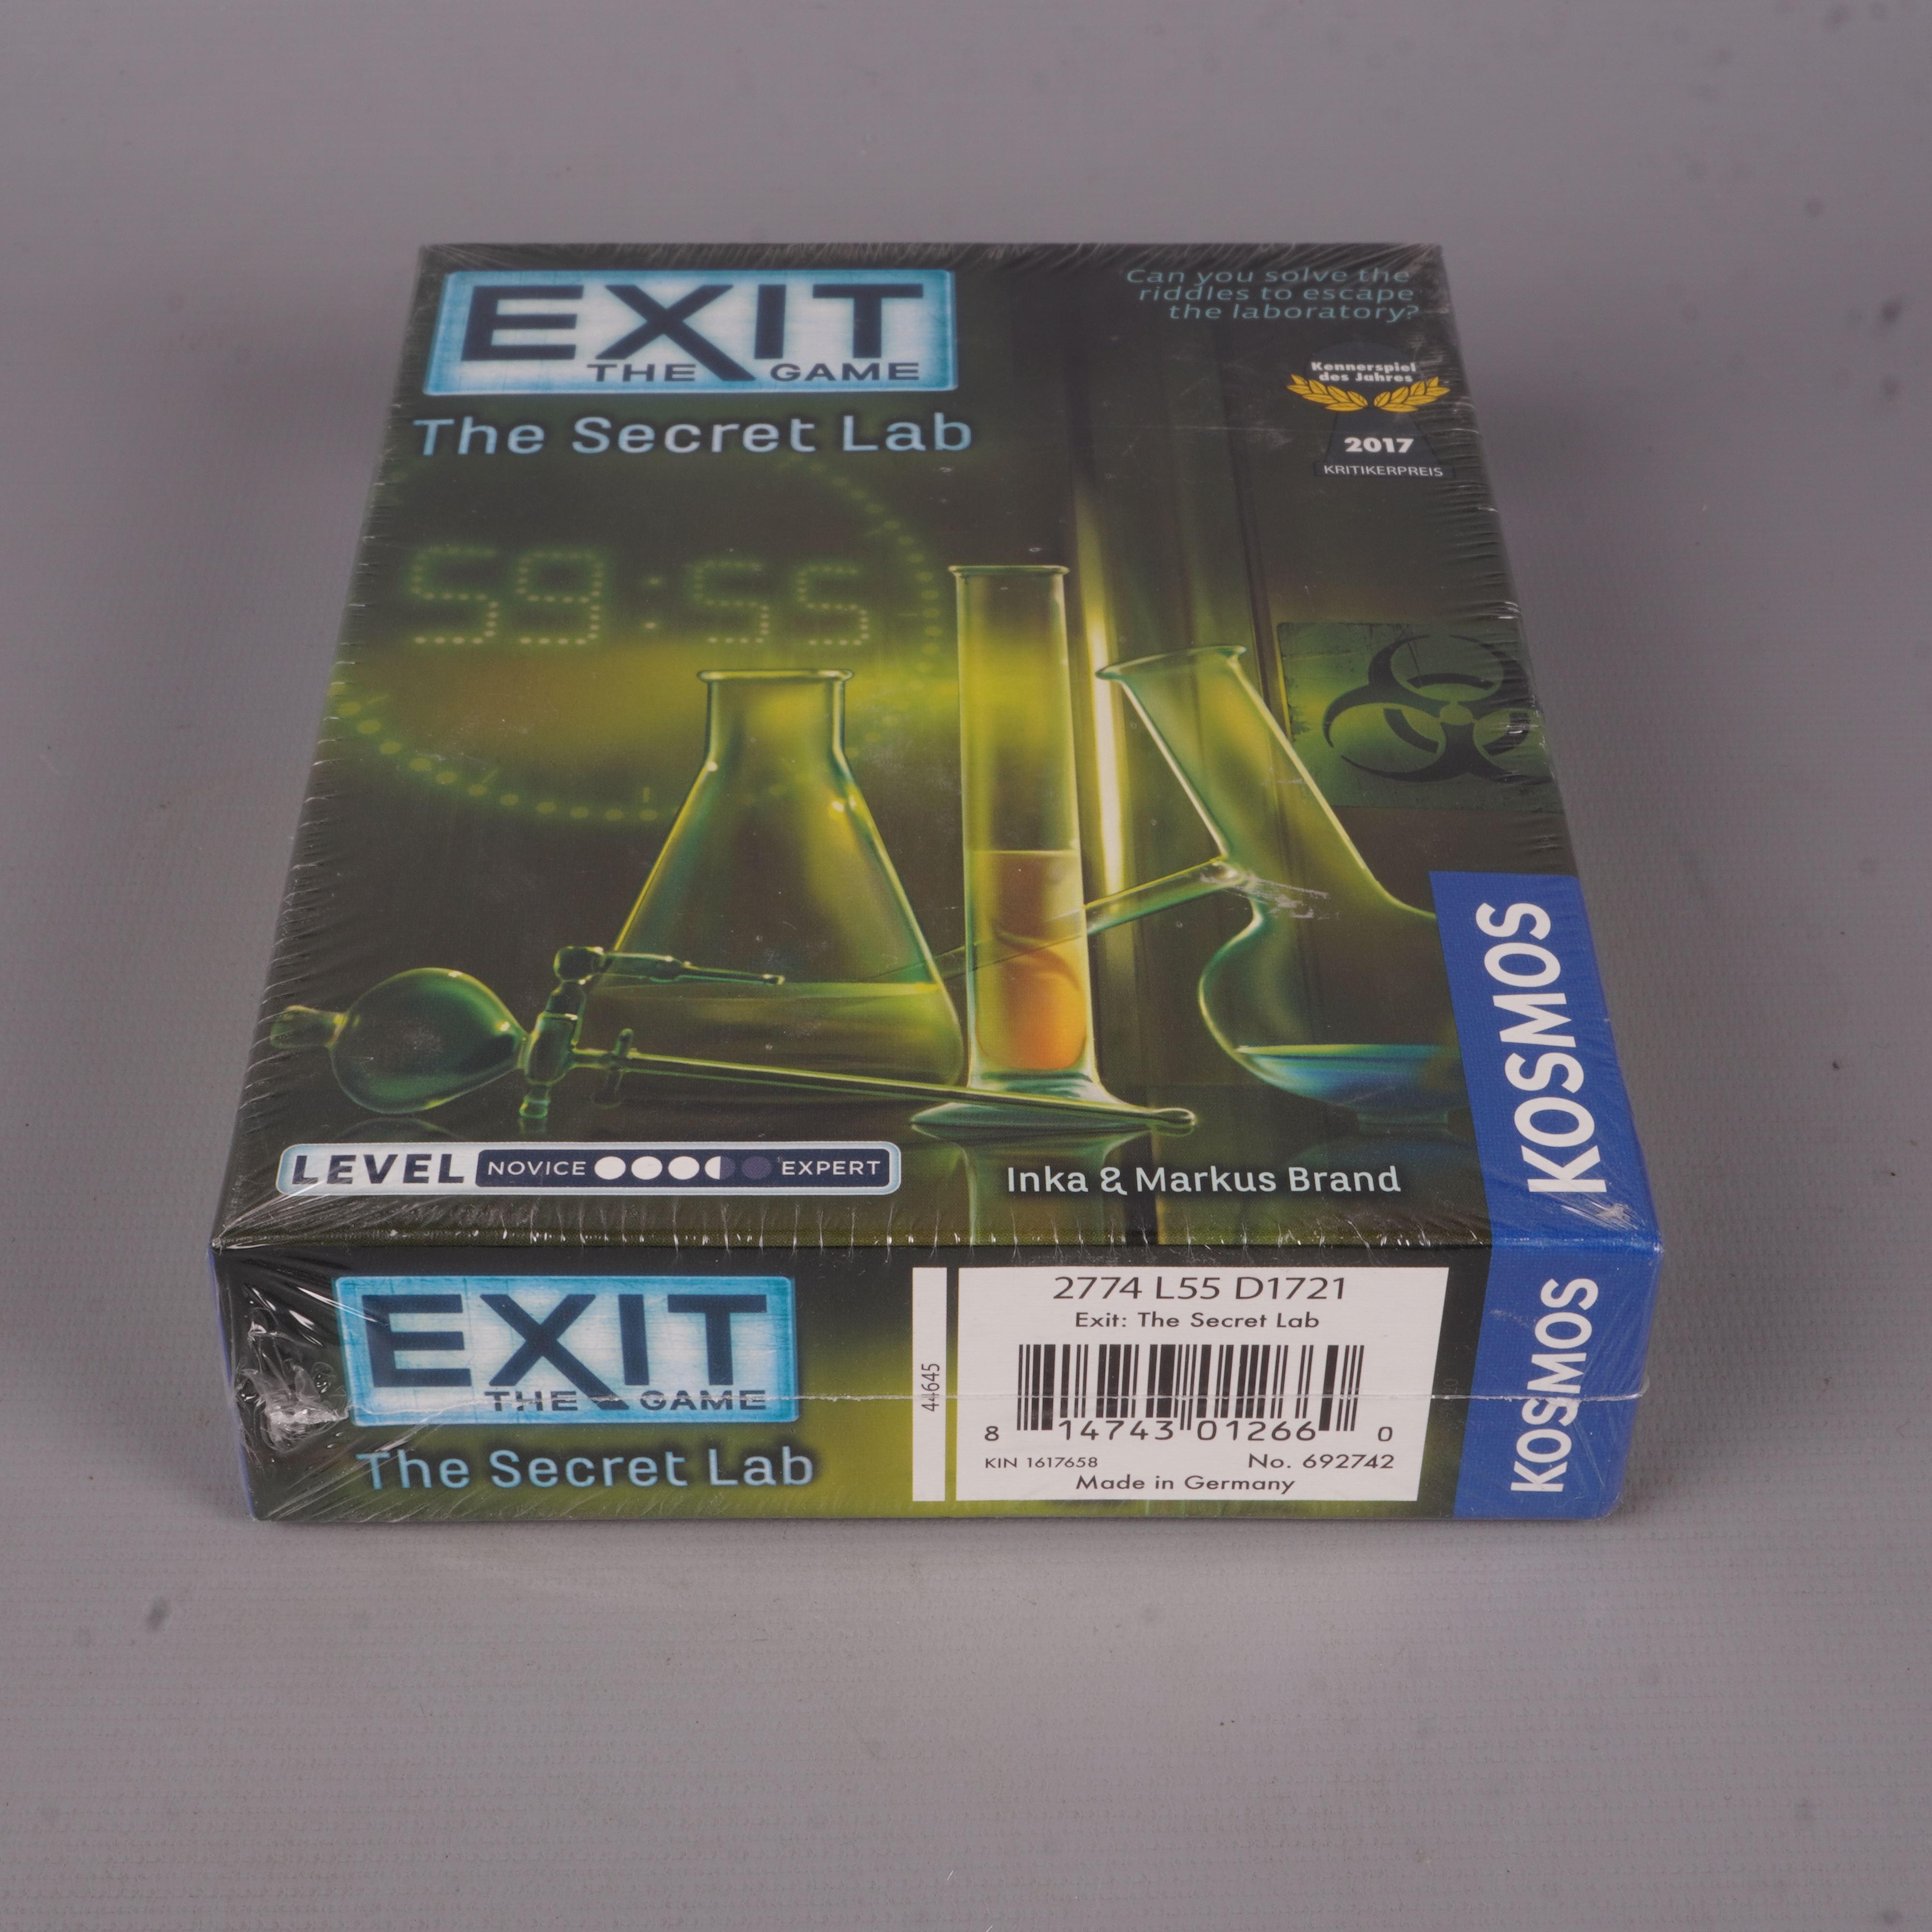 EXIT
THE GAME
The Secret Lab
Can you solve the
riddles to escape
the laboratory?
Kennerspiel
des Jahres
2017
KRITIKERPREIS
59:55
KOSMOS
LEVEL NOVICE EXPERT
Inka & Markus Brand
EXIT
THE GAME
The Secret Lab
44645
2774 L55 D1721
Exit: The Secret Lab
8 14743 01266 0
KIN 1617658 No. 692742
Made in Germany
KOSMOS